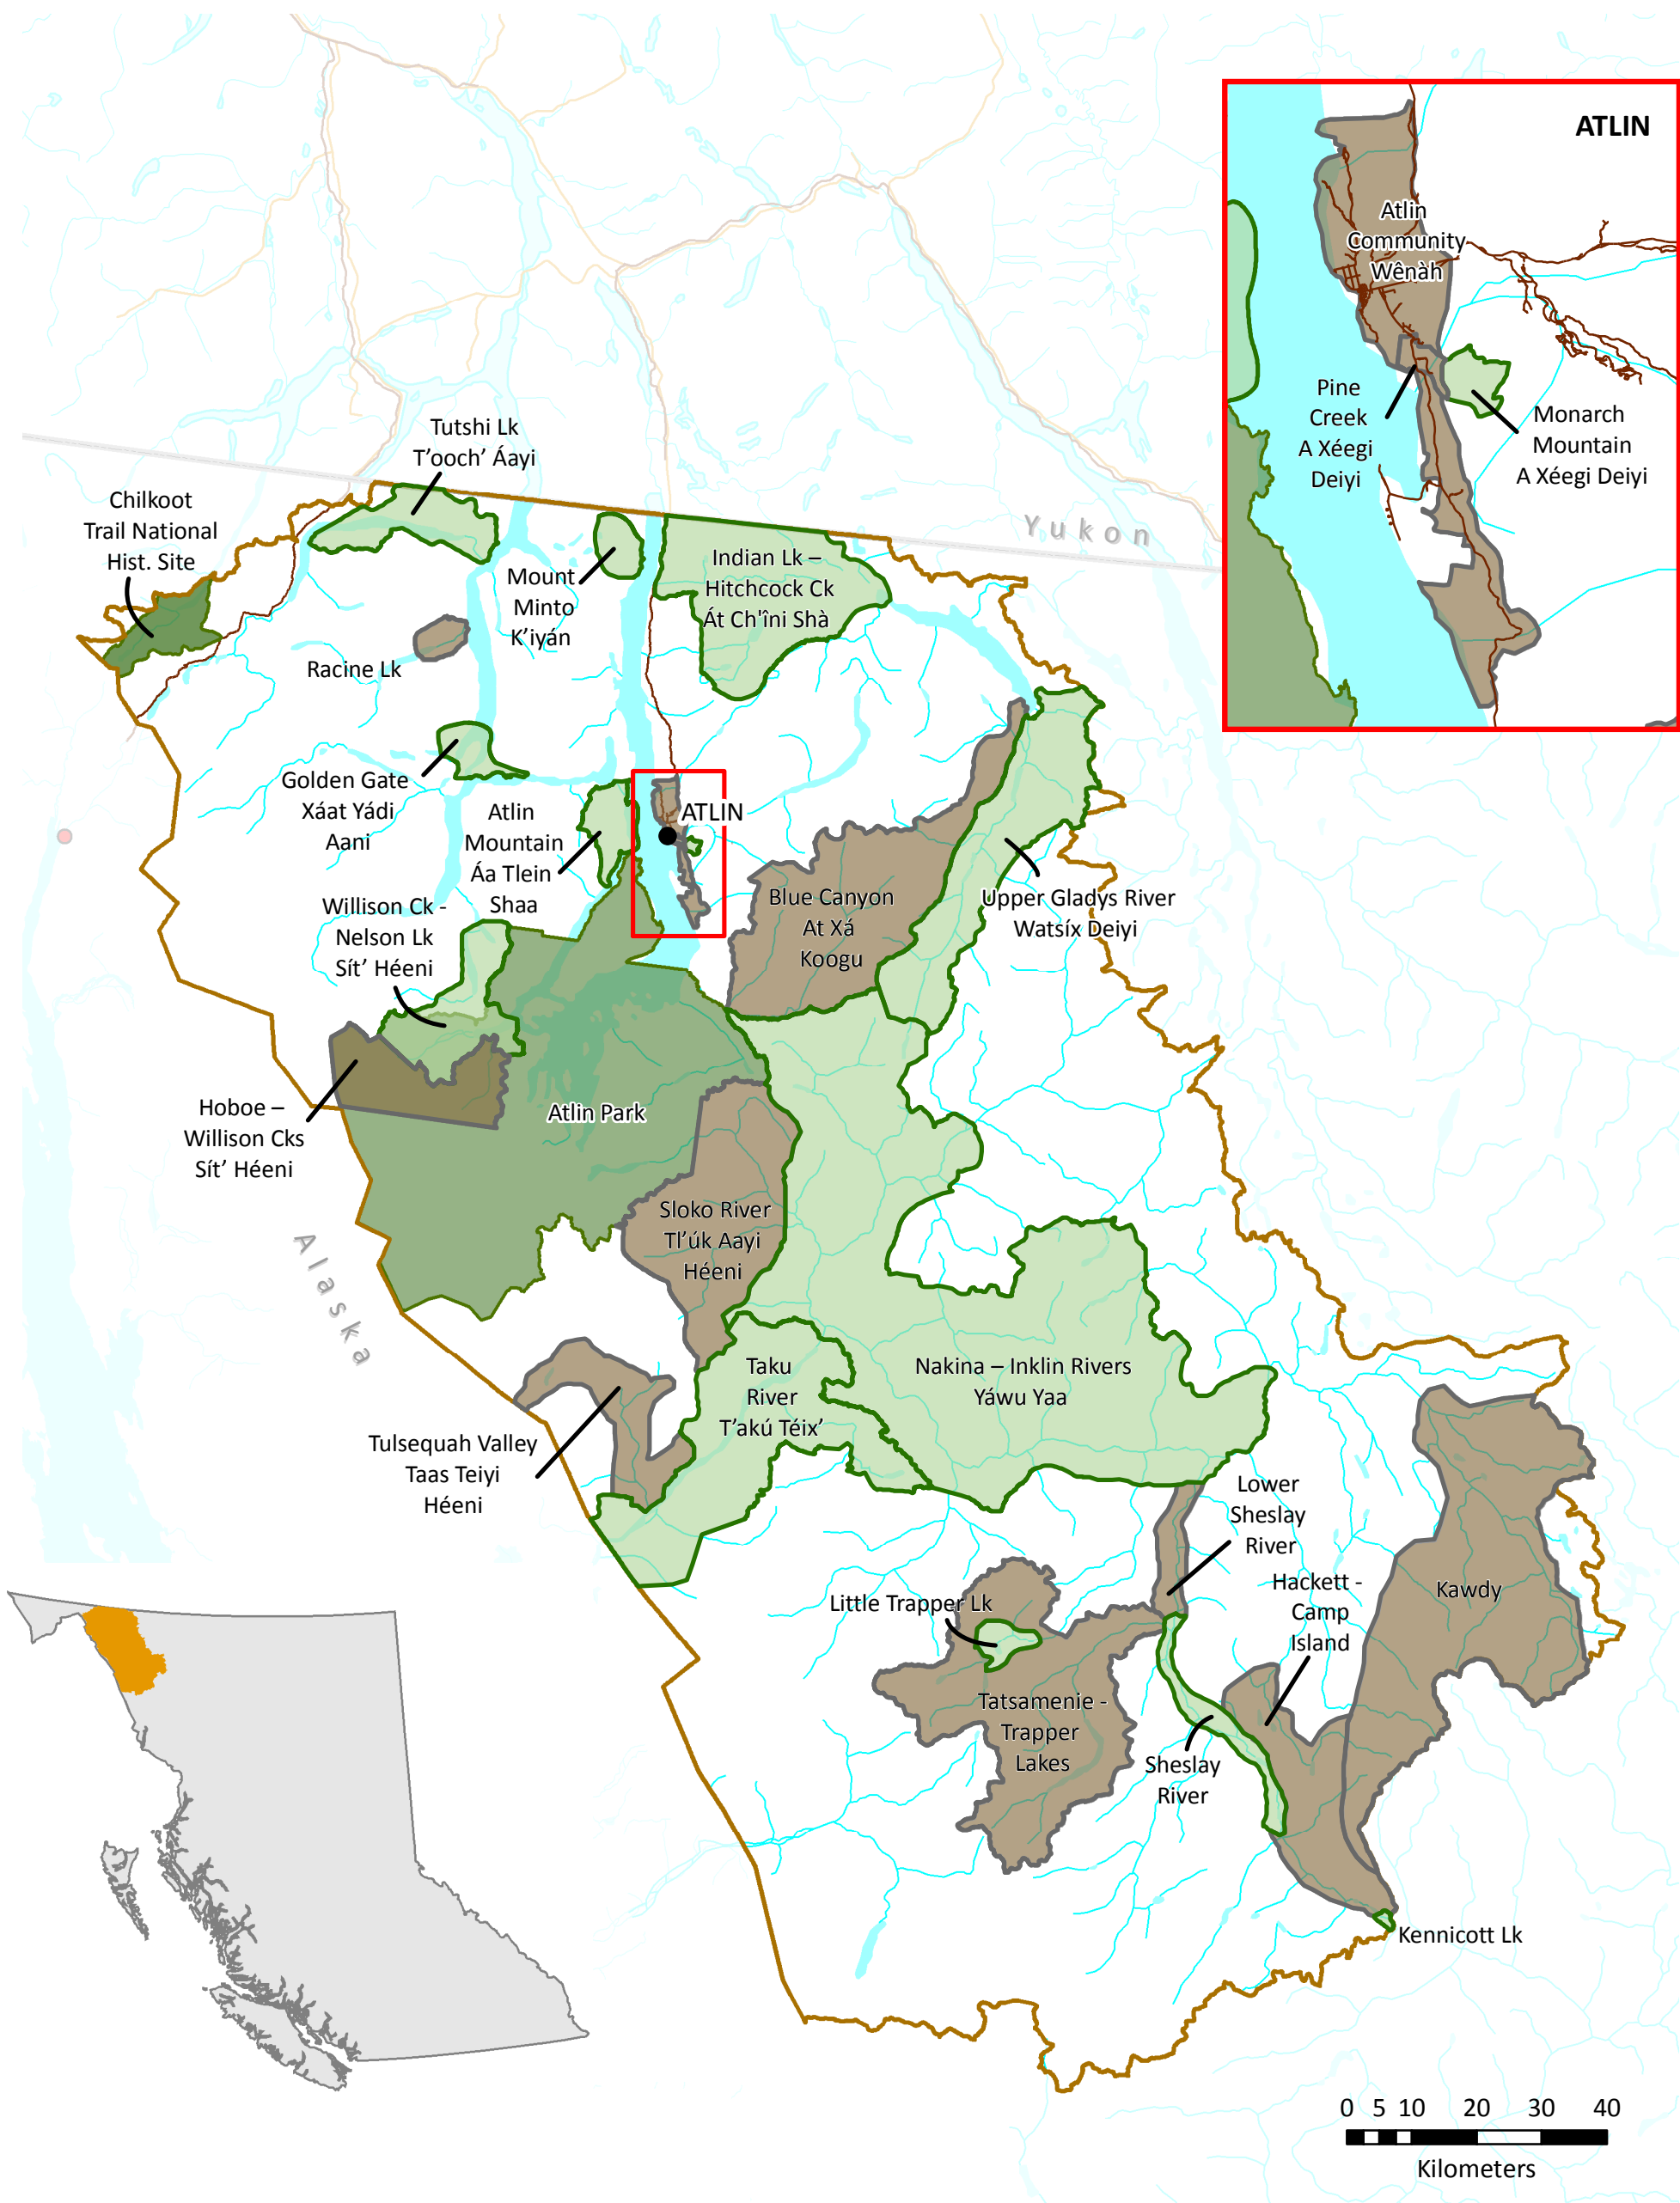 ATLIN
Atlin
Community
Wênàh
Pine
Creek
A Xéegi
Deiyi
Monarch
Mountain
A Xéegi Deiyi
Yukon
Tutshi Lk
T'ooch' Áayi
Chilkoot
Trail National
Hist. Site
Mount
Minto
K'iyán
Indian Lk –
Hitchcock Ck
Át Ch'îni Shà
Racine Lk
Golden Gate
Xáat Yádi
Aani
Atlin
Mountain
Áa Tlein
Shaa
ATLIN
Willison Ck -
Nelson Lk
Sít' Héeni
Blue Canyon
At Xá
Koogu
Upper Gladys River
Watsíx Deiyi
Hoboe –
Willison Cks
Sít' Héeni
Atlin Park
Alaska
Sloko River
Tl'úk Aayi
Héeni
Taku
River
T'akú Téix'
Nakina – Inklin Rivers
Yáwu Yaa
Tulsequah Valley
Taas Teiyi
Héeni
Lower
Sheslay
River
Hackett -
Camp
Island
Kawdy
Little Trapper Lk
Tatsamenie -
Trapper
Lakes
Sheslay
River
Kennicott Lk
0 5 10 20 30 40
Kilometers